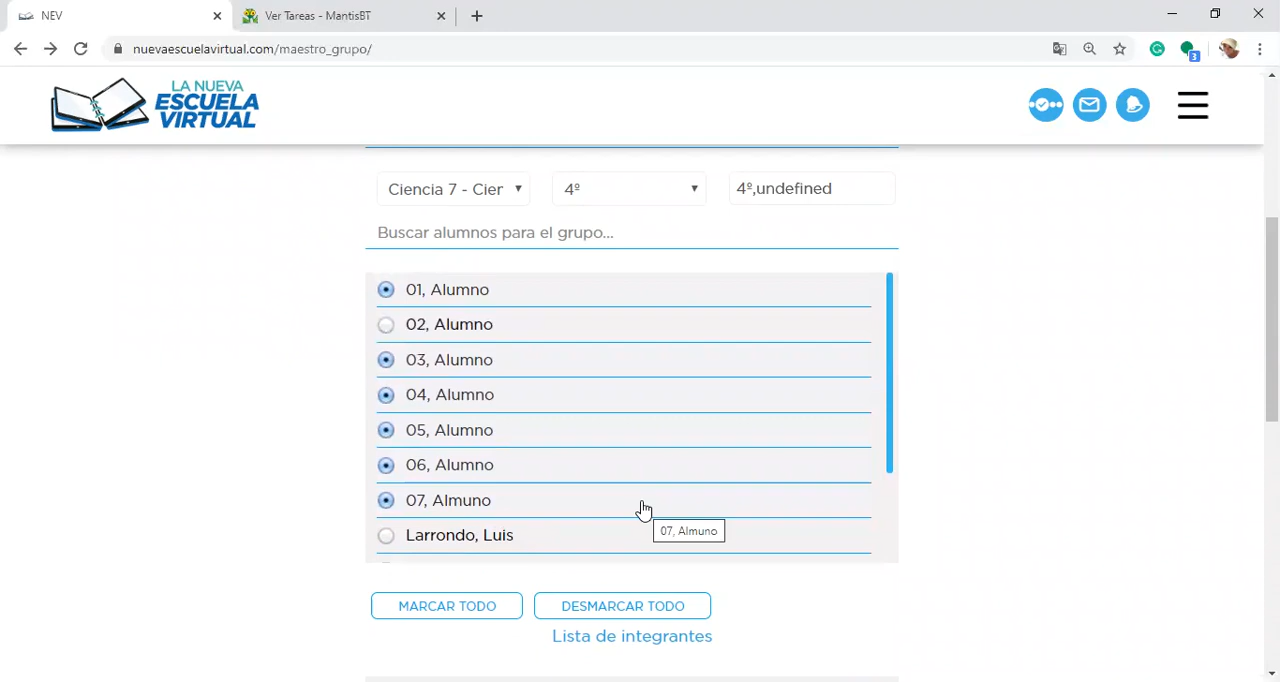 NEV
Ver Tareas - MantisBT
nuevaescuelavirtual.com/maestro_grupo/
3
LA NUEVA
ESCUELA
VIRTUAL
Ciencia 7 - Cier
4º
4º,undefined
Buscar alumnos para el grupo...
01, Alumno
02, Alumno
03, Alumno
04, Alumno
05, Alumno
06, Alumno
07, Almuno
07, Almuno
Larrondo, Luis
MARCAR TODO
DESMARCAR TODO
Lista de integrantes